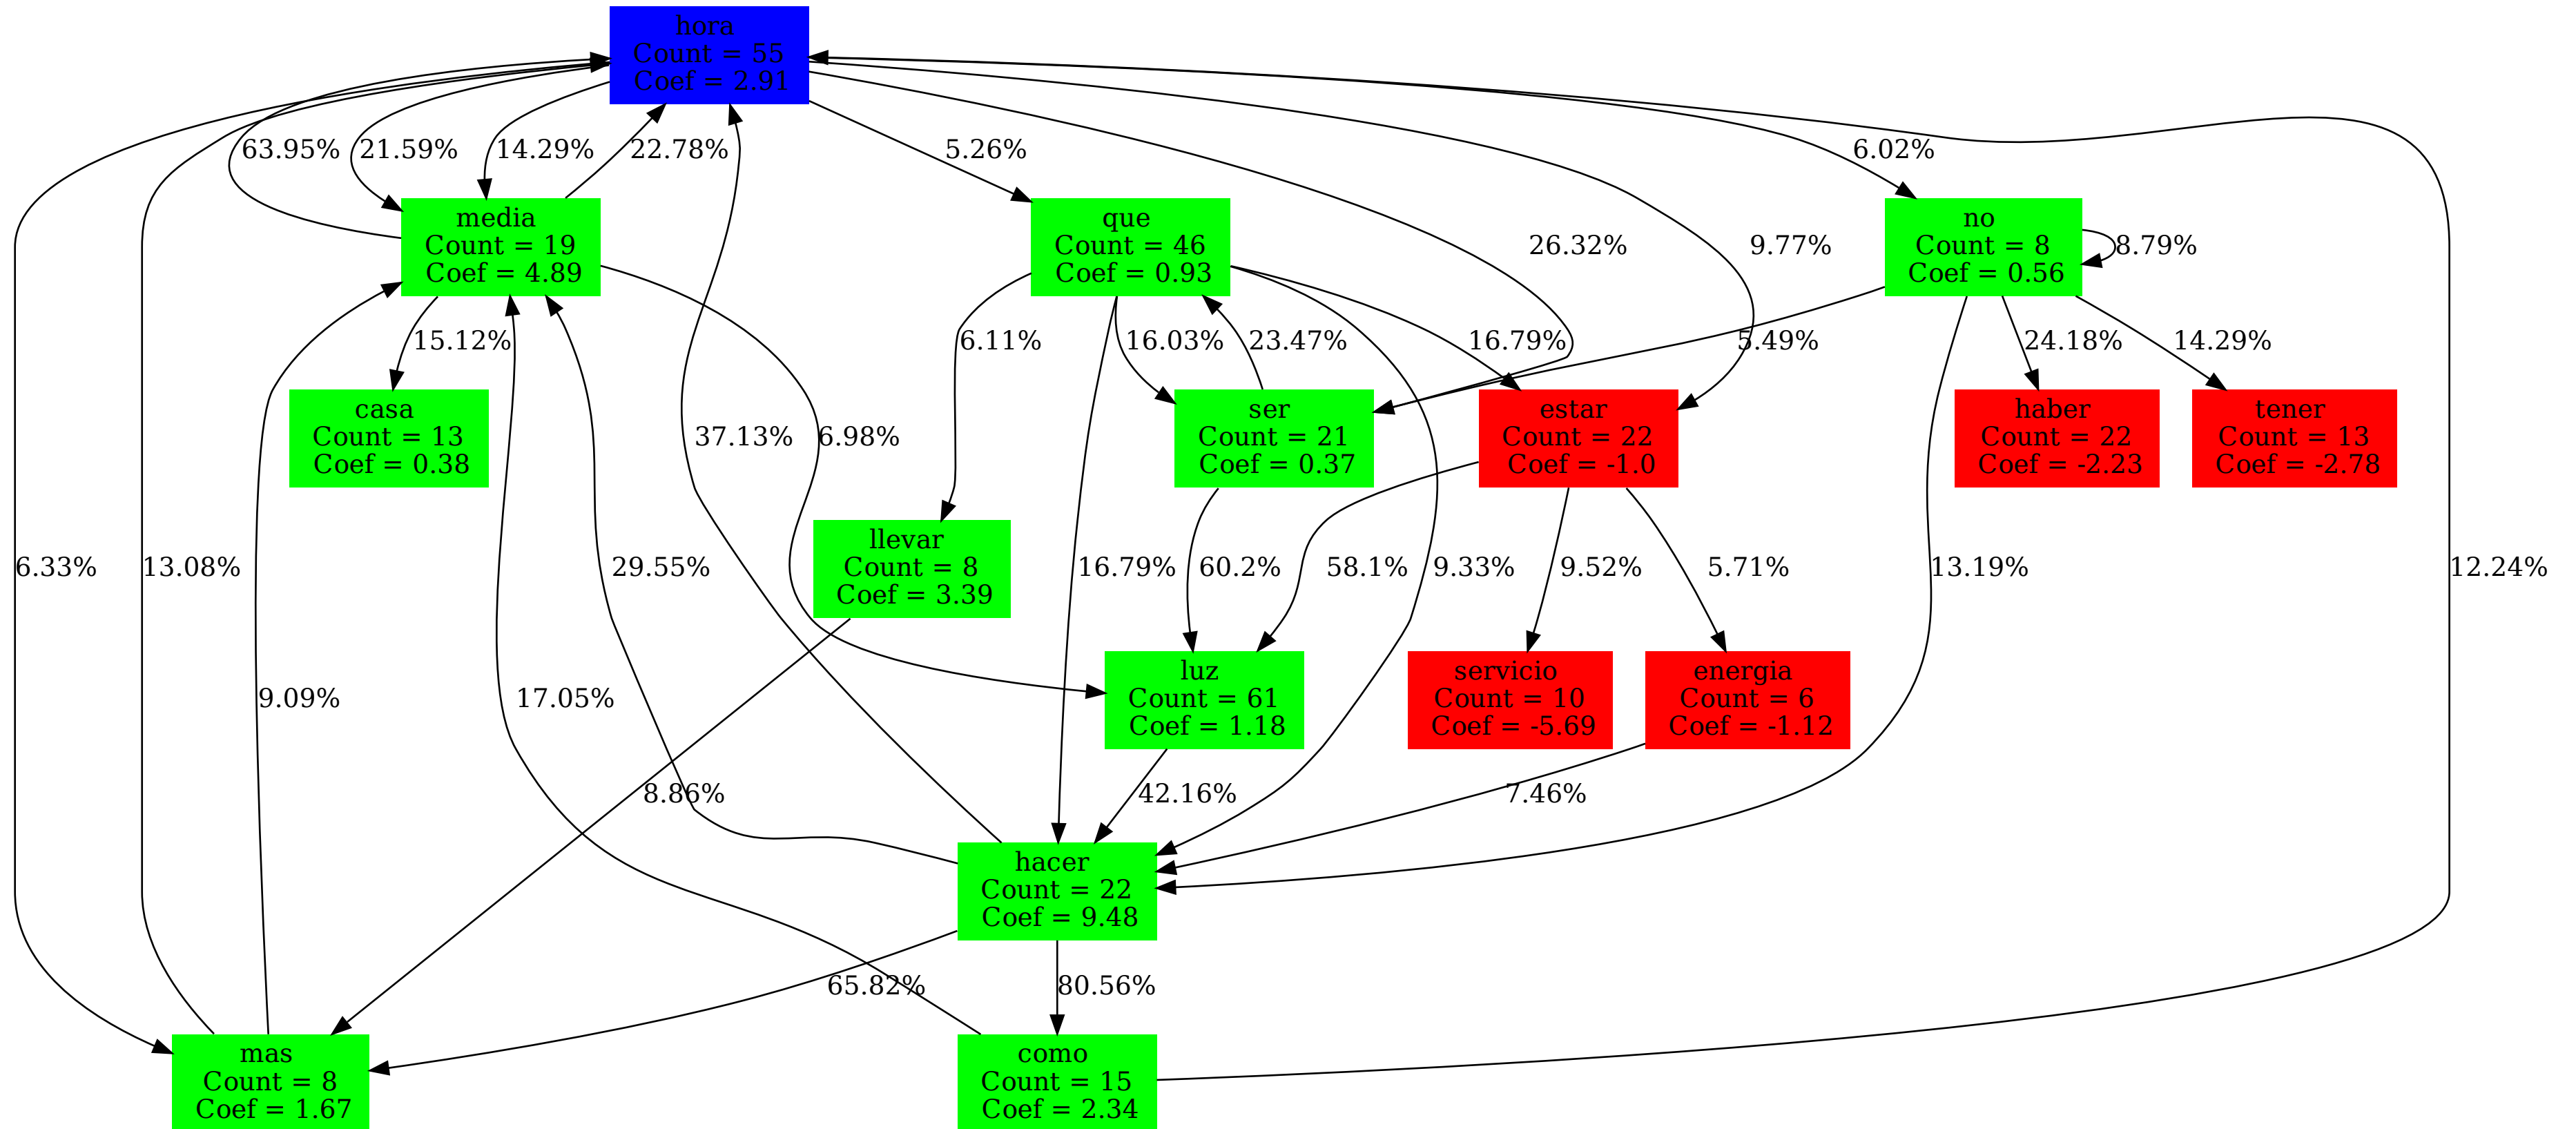 hora
Count = 55
Coef = 2.91
63.95%
21.59%
14.29%
22.78%
5.26%
6.02%
media
Count = 19
Coef = 4.89
que
Count = 46
Coef = 0.93
26.32%
9.77%
no
Count = 8
Coef = 0.56
8.79%
15.12%
6.11%
16.03%
23.47%
16.79%
5.49%
24.18%
14.29%
casa
Count = 13
Coef = 0.38
37.13%
6.98%
ser
Count = 21
Coef = 0.37
estar
Count = 22
Coef = -1.0
haber
Count = 22
Coef = -2.23
tener
Count = 13
Coef = -2.78
6.33%
13.08%
29.55%
llevar
Count = 8
Coef = 3.39
16.79%
60.2%
58.1%
9.33%
9.52%
5.71%
13.19%
12.24%
9.09%
17.05%
luz
Count = 61
Coef = 1.18
servicio
Count = 10
Coef = -5.69
energia
Count = 6
Coef = -1.12
8.86%
42.16%
7.46%
hacer
Count = 22
Coef = 9.48
65.82%
80.56%
mas
Count = 8
Coef = 1.67
como
Count = 15
Coef = 2.34